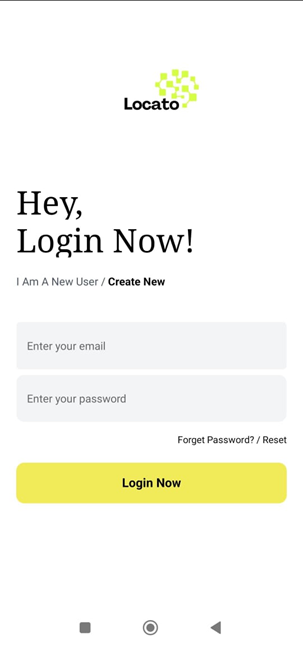 Locato
Hey,
Login Now!
I Am A New User / Create New
Enter your email
Enter your password
Forget Password? / Reset
Login Now